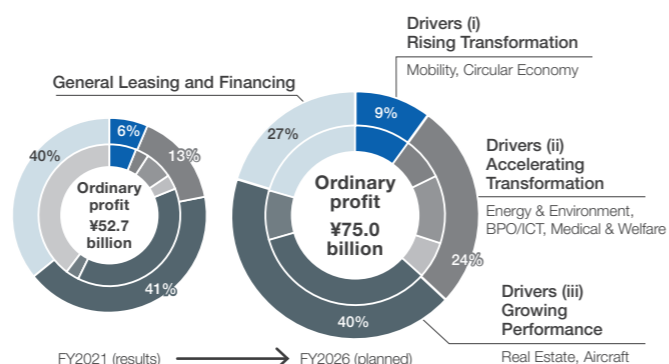 Drivers (i)
Rising Transformation
Mobility, Circular Economy
General Leasing and Financing
6%
13%
40%
41%
Ordinary
profit
¥52.7
billion
9%
27%
24%
40%
Ordinary
profit
¥75.0
billion
Drivers (ii)
Accelerating
Transformation
Energy & Environment,
BPO/ICT, Medical & Welfare
Drivers (iii)
Growing
Performance
Real Estate, Aircraft
FY2021 (results)
FY2026 (planned)